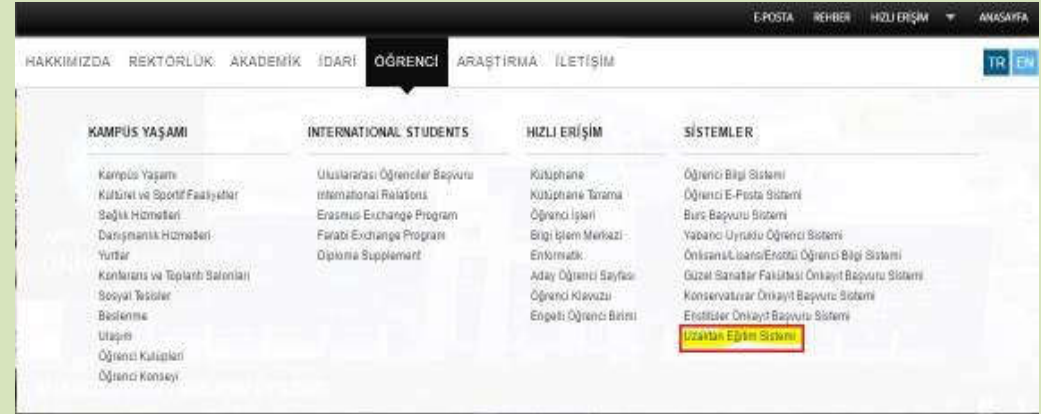 E-POSTA REHBER HIZLI ERİŞİM ANASAYFA
HAKKIMIZDA REKTÖRLÜK AKADEMİK İDARİ ÖĞRENCİ ARAŞTIRMA İLETİŞİM TR EN
KAMPÜS YAŞAMI
Kampüs Yaşamı
Kültürel ve Sportif Faaliyetler
Sağlık Hizmetleri
Danışmanlık Hizmetleri
Yurtlar
Konferans ve Toplantı Salonları
Sosyal Tesisler
Beslenme
Ulaşım
Öğrenci Kulüpleri
Öğrenci Konseyi
INTERNATIONAL STUDENTS
Uluslararası Öğrenciler Başvuru
International Relations
Erasmus Exchange Program
Farabi Exchange Program
Diploma Supplement
HIZLI ERİŞİM
Kütüphane
Kütüphane Tarama
Öğrenci İşleri
Bilgi İşlem Merkezi
Enformatik
Aday Öğrenci Sayfası
Öğrenci Klavuzu
Engelli Öğrenci Birimi
SİSTEMLER
Öğrenci Bilgi Sistemi
Öğrenci E-Posta Sistemi
Burs Başvuru Sistemi
Yabancı Uyruklu Öğrenci Sistemi
Önlisans/Lisans/Enstitü Öğrenci Bilgi Sistemi
Güzel Sanatlar Fakültesi Önkayıt Başvuru Sistemi
Konservatuvar Önkayıt Başvuru Sistemi
Enstitüler Önkayıt Başvuru Sistemi
Uzaktan Eğitim Sistemi